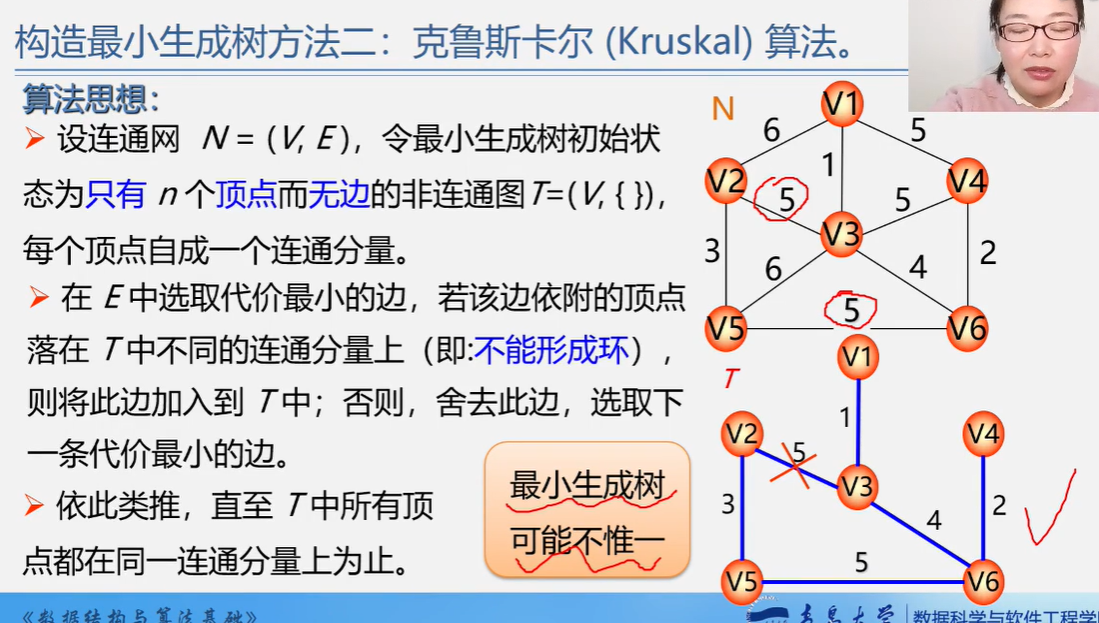 构造最小生成树方法二：克鲁斯卡尔 (Kruskal) 算法。
算法思想：
设连通网 N = (V, E )，令最小生成树初始状
态为只有 n 个顶点而无边的非连通图T=(V, { })，
每个顶点自成一个连通分量。
在 E 中选取代价最小的边，若该边依附的顶点
落在 T 中不同的连通分量上（即:不能形成环），
则将此边加入到 T 中；否则，舍去此边，选取下
一条代价最小的边。
依此类推，直至 T 中所有顶
点都在同一连通分量上为止。
最小生成树
可能不惟一
N
V1
6
5
1
V2
5
5
V4
V3
3
6
4
2
V5
5
V6
T
V1
1
V2
5
V4
V3
3
4
2
5
V5
V6
《数据结构与算法基础》
青岛大学
数据科学与软件工程学